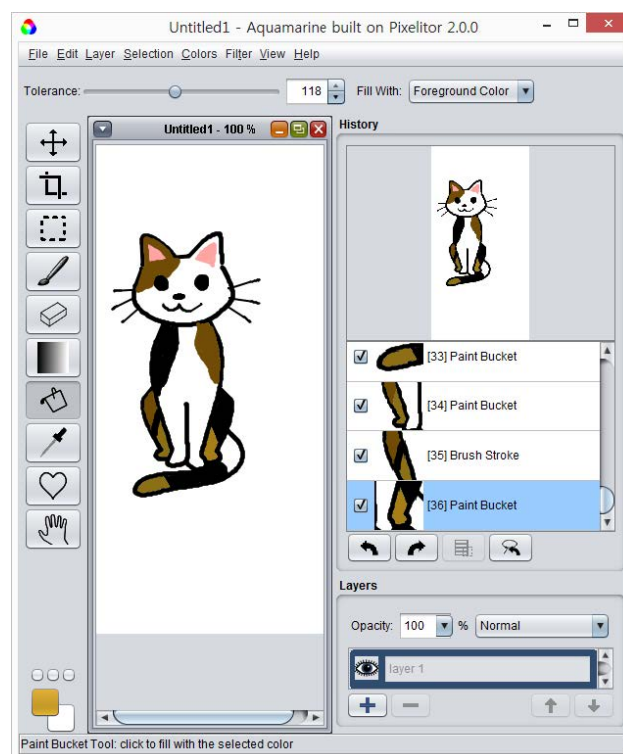 Untitled1 - Aquamarine built on Pixelitor 2.0.0
File Edit Layer Selection Colors Filter View Help
Tolerance: 118 Fill With: Foreground Color
Untitled1 - 100 %
History
[33] Paint Bucket
[34] Paint Bucket
[35] Brush Stroke
[36] Paint Bucket
Layers
Opacity: 100 % Normal
layer 1
Paint Bucket Tool: click to fill with the selected color